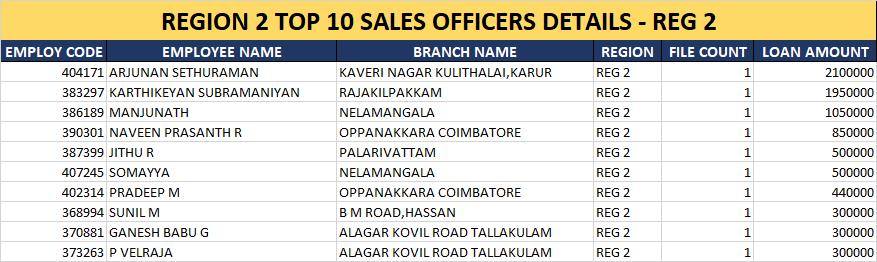 REGION 2 TOP 10 SALES OFFICERS DETAILS - REG 2
EMPLOY CODE EMPLOYEE NAME BRANCH NAME REGION FILE COUNT LOAN AMOUNT
404171 ARJUNAN SETHURAMAN KAVERI NAGAR KULITHALAI,KARUR REG 2 1 2100000
383297 KARTHIKEYAN SUBRAMANIYAN RAJAKILPAKKAM REG 2 1 1950000
386189 MANJUNATH NELAMANGALA REG 2 1 1050000
390301 NAVEEN PRASANTH R OPPANAKKARA COIMBATORE REG 2 1 850000
387399 JITHU R PALARIVATTAM REG 2 1 500000
407245 SOMAYYA NELAMANGALA REG 2 1 500000
402314 PRADEEP M OPPANAKKARA COIMBATORE REG 2 1 440000
368994 SUNIL M B M ROAD,HASSAN REG 2 1 300000
370881 GANESH BABU G ALAGAR KOVIL ROAD TALLAKULAM REG 2 1 300000
373263 P VELRAJA ALAGAR KOVIL ROAD TALLAKULAM REG 2 1 300000